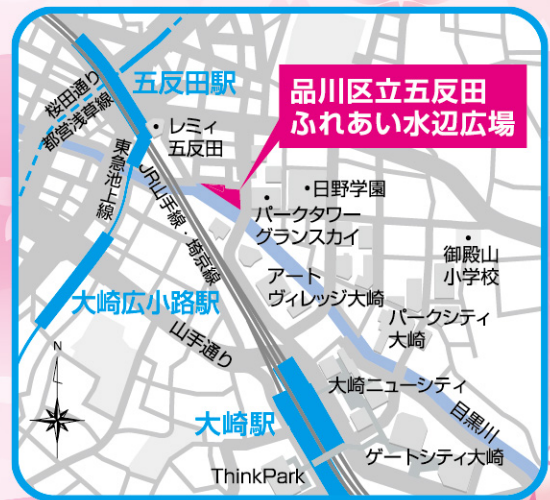 桜田通り
都営浅草線
五反田駅
レミィ
五反田
品川区立五反田
ふれあい水辺広場
東急池上線
JR山手線・埼京線
日野学園
パークタワー
グランスカイ
御殿山
小学校
アート
ヴィレッジ大崎
大崎広小路駅
山手通り
パークシティ
大崎
N
大崎ニューシティ
目黒川
大崎駅
ゲートシティ大崎
ThinkPark